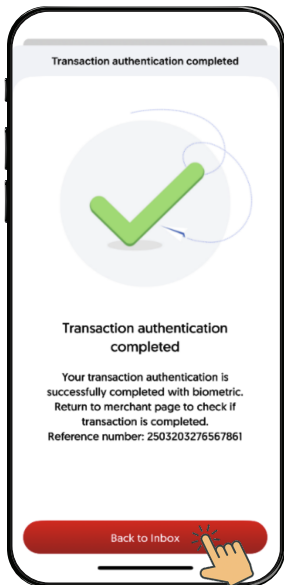 Transaction authentication completed
Transaction authentication
completed
Your transaction authentication is
successfully completed with biometric.
Return to merchant page to check if
transaction is completed.
Reference number: 2503203276567861
Back to Inbox